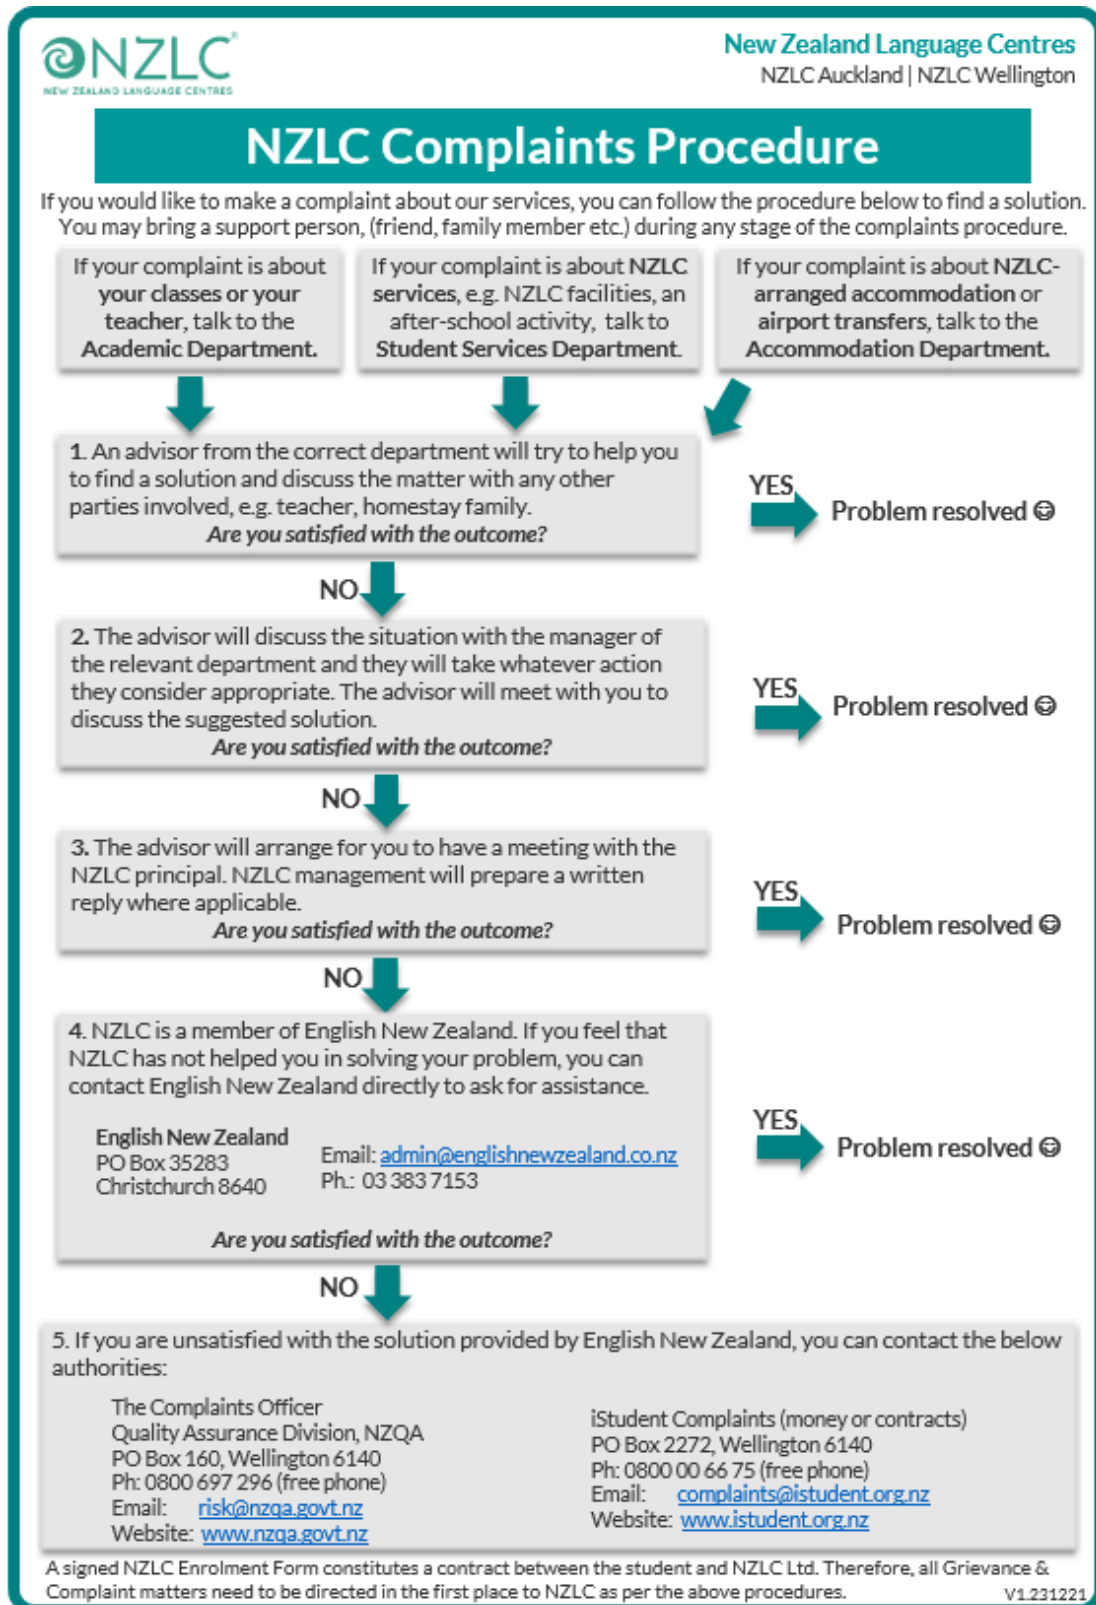 NZLC
NEW ZEALAND LANGUAGE CENTRES
New Zealand Language Centres
NZLC Auckland | NZLC Wellington
NZLC Complaints Procedure
If you would like to make a complaint about our services, you can follow the procedure below to find a solution.
You may bring a support person, (friend, family member etc.) during any stage of the complaints procedure.
If your complaint is about
your classes or your
teacher, talk to the
Academic Department.
If your complaint is about NZLC
services, e.g. NZLC facilities, an
after-school activity, talk to
Student Services Department.
If your complaint is about NZLC-
arranged accommodation or
airport transfers, talk to the
Accommodation Department.
1. An advisor from the correct department will try to help you
to find a solution and discuss the matter with any other
parties involved, e.g. teacher, homestay family.
Are you satisfied with the outcome?
YES
Problem resolved 😊
NO
2. The advisor will discuss the situation with the manager of
the relevant department and they will take whatever action
they consider appropriate. The advisor will meet with you to
discuss the suggested solution.
Are you satisfied with the outcome?
YES
Problem resolved 😊
NO
3. The advisor will arrange for you to have a meeting with the
NZLC principal. NZLC management will prepare a written
reply where applicable.
Are you satisfied with the outcome?
YES
Problem resolved 😊
NO
4. NZLC is a member of English New Zealand. If you feel that
NZLC has not helped you in solving your problem, you can
contact English New Zealand directly to ask for assistance.
English New Zealand
PO Box 35283
Christchurch 8640
Email: admin@englishnewzealand.co.nz
Ph.: 03 383 7153
Are you satisfied with the outcome?
YES
Problem resolved 😊
NO
5. If you are unsatisfied with the solution provided by English New Zealand, you can contact the below
authorities:
The Complaints Officer
Quality Assurance Division, NZQA
PO Box 160, Wellington 6140
Ph: 0800 697 296 (free phone)
Email: risk@nzqa.govt.nz
Website: www.nzqa.govt.nz
iStudent Complaints (money or contracts)
PO Box 2272, Wellington 6140
Ph: 0800 00 66 75 (free phone)
Email: complaints@istudent.org.nz
Website: www.istudent.org.nz
A signed NZLC Enrolment Form constitutes a contract between the student and NZLC Ltd. Therefore, all Grievance &
Complaint matters need to be directed in the first place to NZLC as per the above procedures.
V1.231221